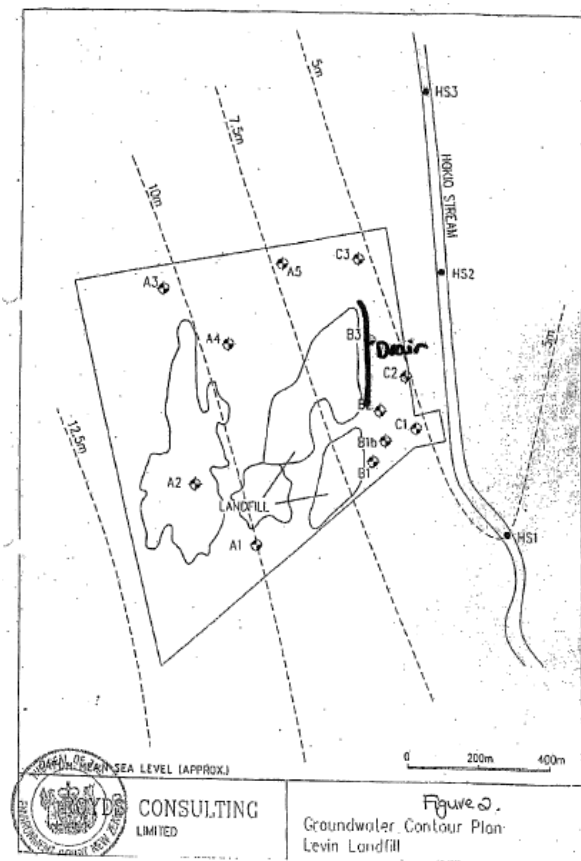 HS3
5m
7.5m
HOKIO STREAM
10m
HS2
C3
A5
A3
B3
A4
Drain
5m
C2
12.5m
C1
B1b
A2
B1
LANDFILL
HS1
A1
0 200m 400m
MEAN SEA LEVEL (APPROX.)
CONSULTING
LIMITED
Figure 2.
Groundwater Contour Plan
Levin Landfill